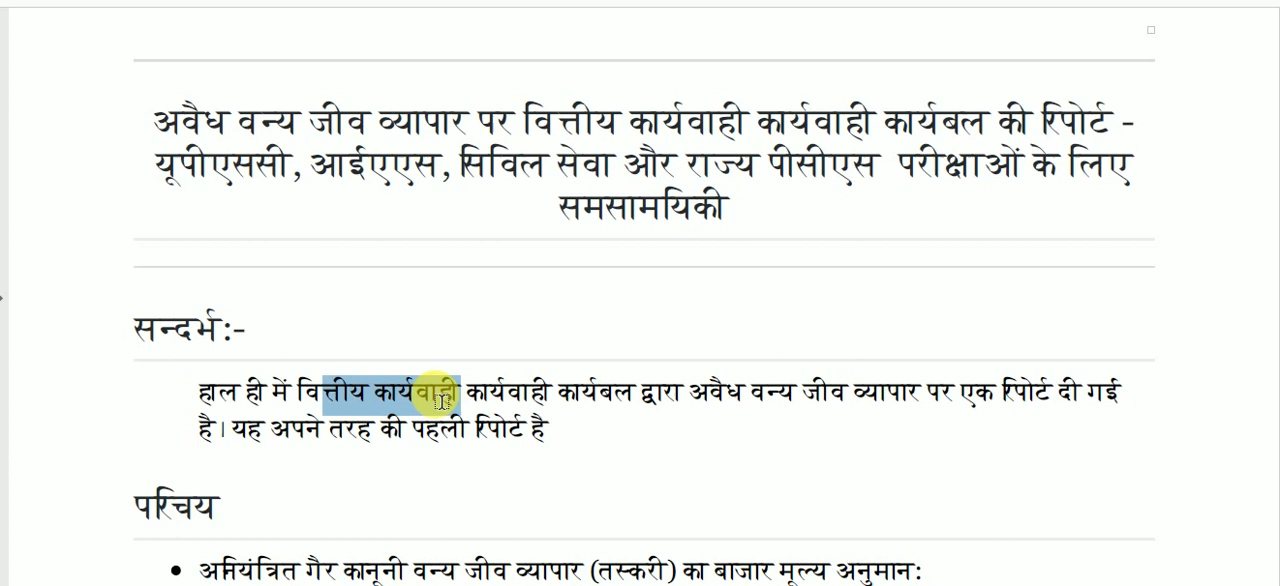 अवैध वन्य जीव व्यापार पर वित्तीय कार्यवाही कार्यवाही कार्यबल की रिपोर्ट -
यूपीएससी, आईएएस, सिविल सेवा और राज्य पीसीएस परीक्षाओं के लिए
समसामयिकी
सन्दर्भ:-
हाल ही में वित्तीय कार्यवाही कार्यवाही कार्यबल द्वारा अवैध वन्य जीव व्यापार पर एक रिपोर्ट दी गई
है। यह अपने तरह की पहली रिपोर्ट है
परिचय
• अनियंत्रित गैर कानूनी वन्य जीव व्यापार (तस्करी) का बाजार मूल्य अनुमान: